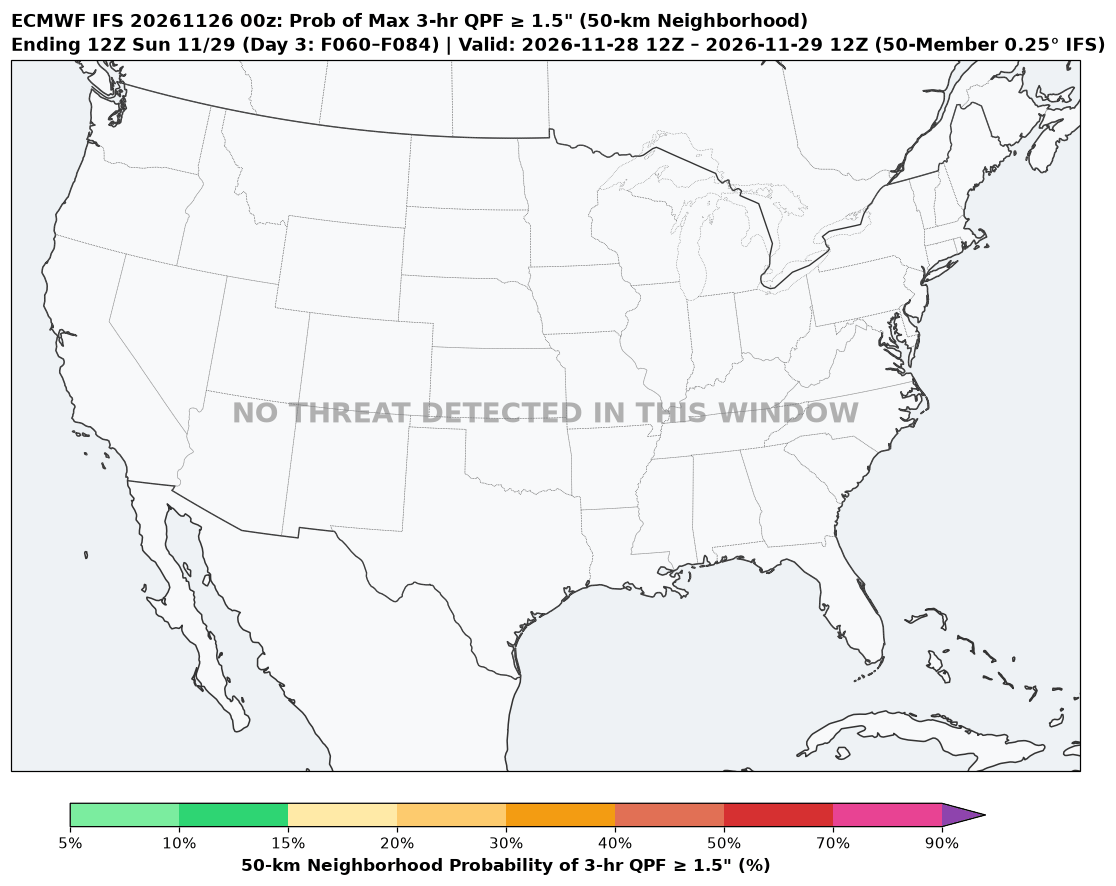 ECMWF IFS 20261126 00z: Prob of Max 3-hr QPF ≥ 1.5" (50-km Neighborhood)
Ending 12Z Sun 11/29 (Day 3: F060–F084) | Valid: 2026-11-28 12Z – 2026-11-29 12Z (50-Member 0.25° IFS)
NO THREAT DETECTED IN THIS WINDOW
5% 10% 15% 20% 30% 40% 50% 70% 90%
50-km Neighborhood Probability of 3-hr QPF ≥ 1.5" (%)